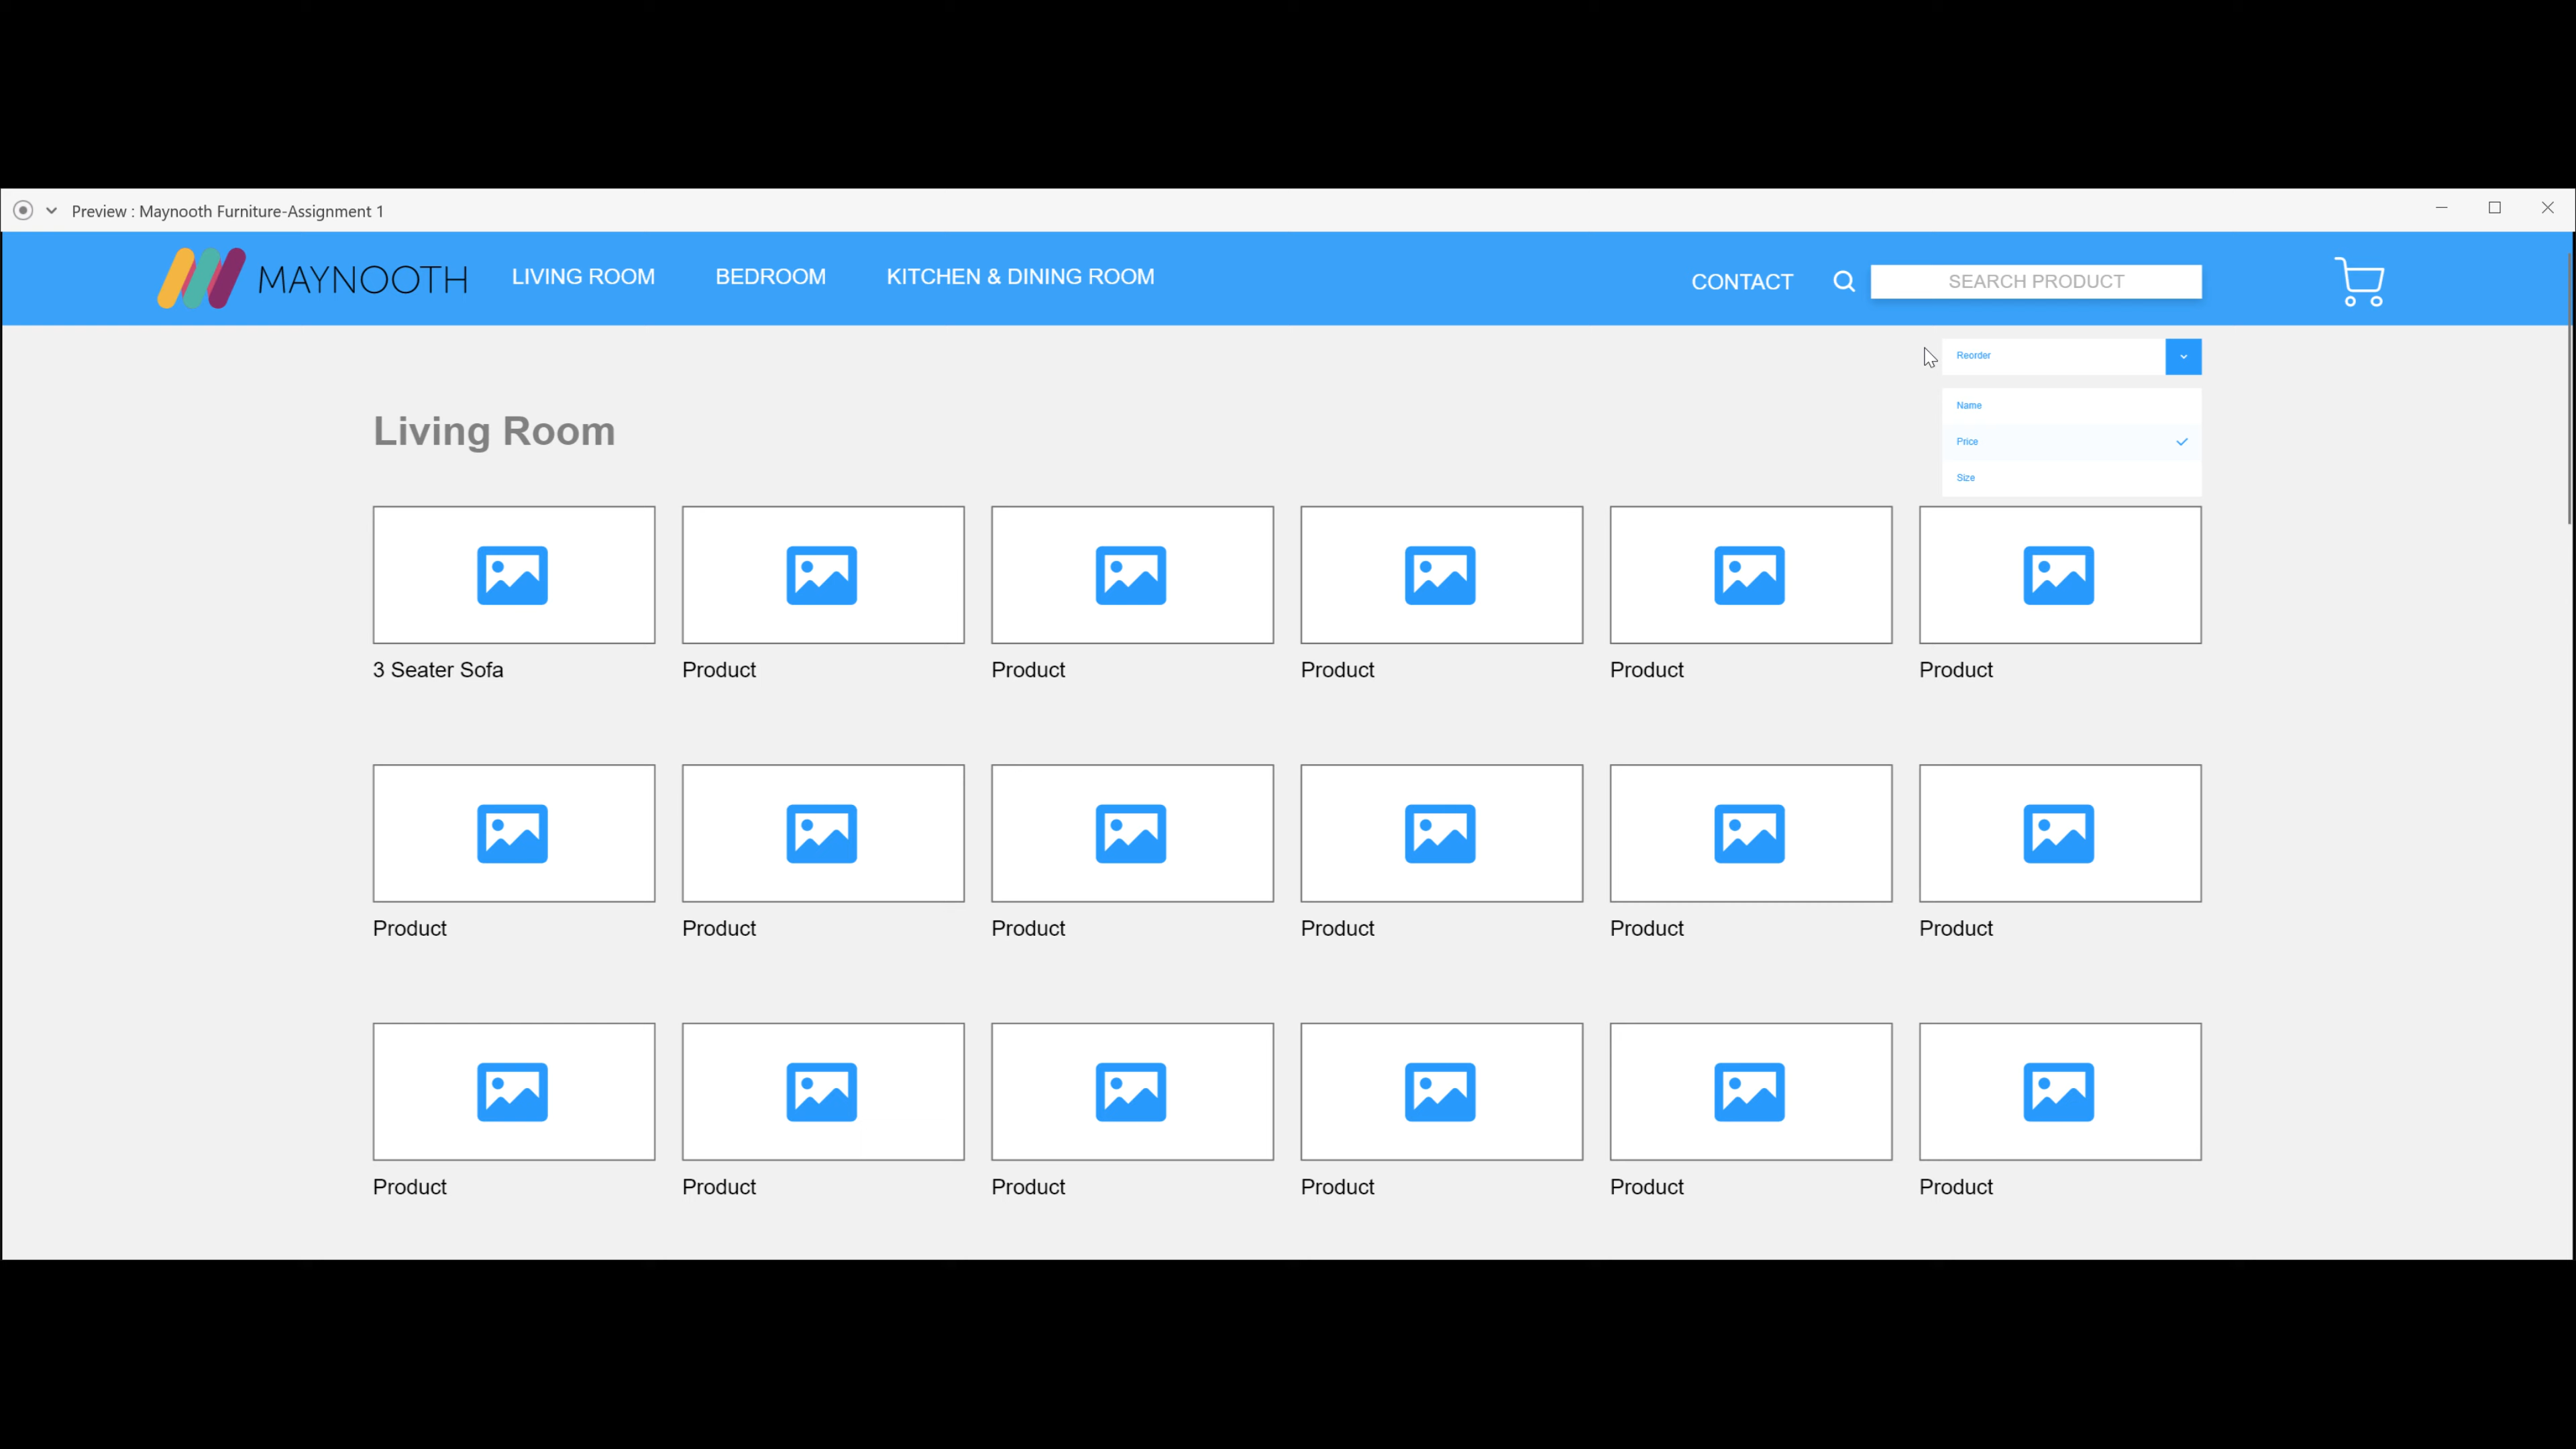 Preview : Maynooth Furniture-Assignment 1
MAYNOOTH LIVING ROOM BEDROOM KITCHEN & DINING ROOM CONTACT SEARCH PRODUCT
Reorder
Name
Living Room
Price
Size
3 Seater Sofa Product Product Product Product Product
Product Product Product Product Product Product
Product Product Product Product Product Product